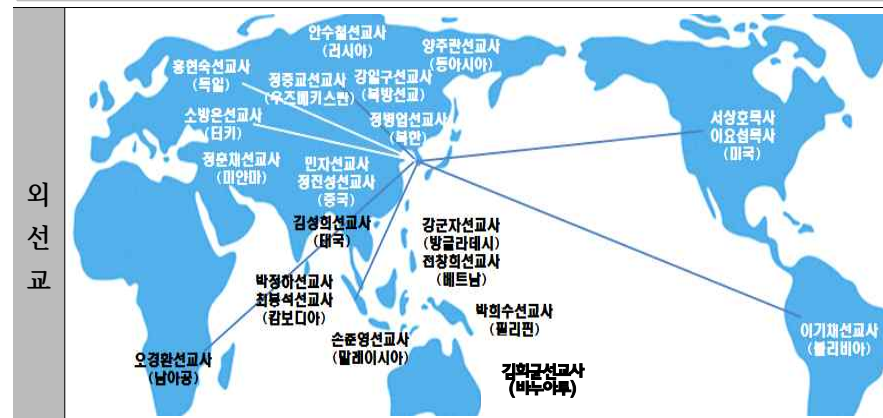 외
선
교
안수철선교사
(러시아)
양주란선교사
(동아시아)
홍현숙선교사
(독일)
정중교선교사
(우즈베키스탄)
강일구선교사
(북방선교)
소방온선교사
(터키)
정병업선교사
(북한)
서상호목사
이요섭목사
(미국)
정훈채선교사
(미얀마)
민자선교사
정진성선교사
(중국)
김성희선교사
(태국)
강군자선교사
(방글라데시)
전창희선교사
(베트남)
박정하선교사
최봉석선교사
(캄보디아)
박희수선교사
(필리핀)
이기채선교사
(볼리비아)
손준영선교사
(말레이시아)
오경환선교사
(남아공)
김희균선교사
(바누아투)